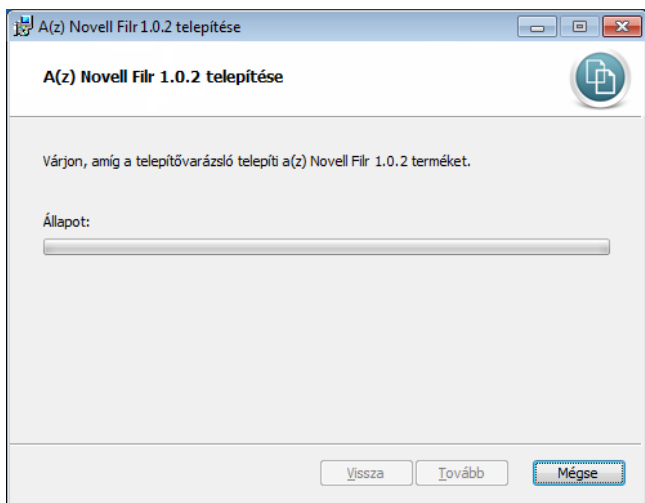 A(z) Novell Filr 1.0.2 telepítése
A(z) Novell Filr 1.0.2 telepítése
Várjon, amíg a telepítővarázsló telepíti a(z) Novell Filr 1.0.2 terméket.
Állapot:
Vissza Tovább Mégse